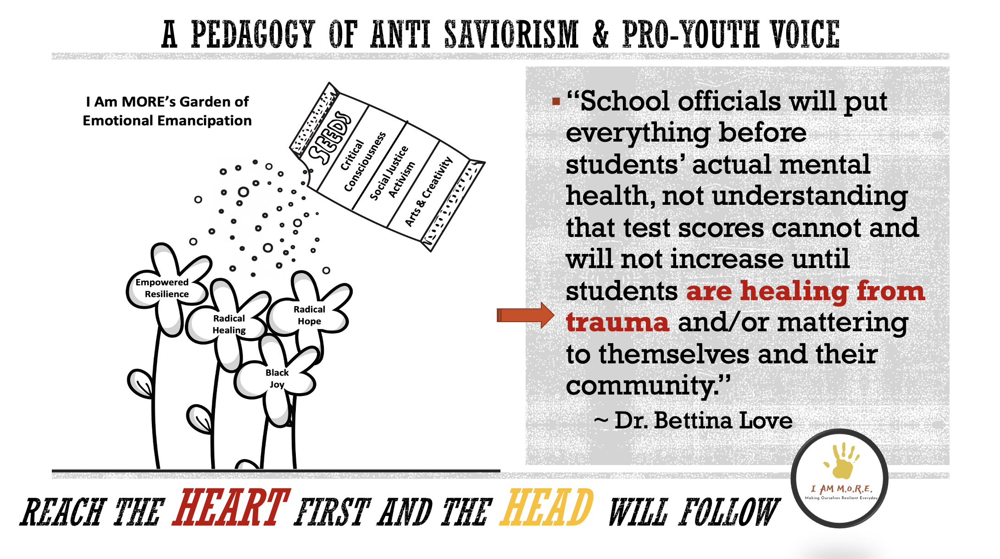 A PEDAGOGY OF ANTI SAVIORISM & PRO-YOUTH VOICE
I Am MORE’s Garden of
Emotional Emancipation
SEEDS
Critical
Consciousness
Social Justice
Activism
Arts & Creativity
Empowered
Resilience
Radical
Healing
Radical
Hope
Black
Joy
“School officials will put
everything before
students’ actual mental
health, not understanding
that test scores cannot and
will not increase until
students are healing from
trauma and/or mattering
to themselves and their
community.”
~ Dr. Bettina Love
I AM M.O.R.E.
Making Ourselves Resilient Everyday
REACH THE HEART FIRST AND THE HEAD WILL FOLLOW